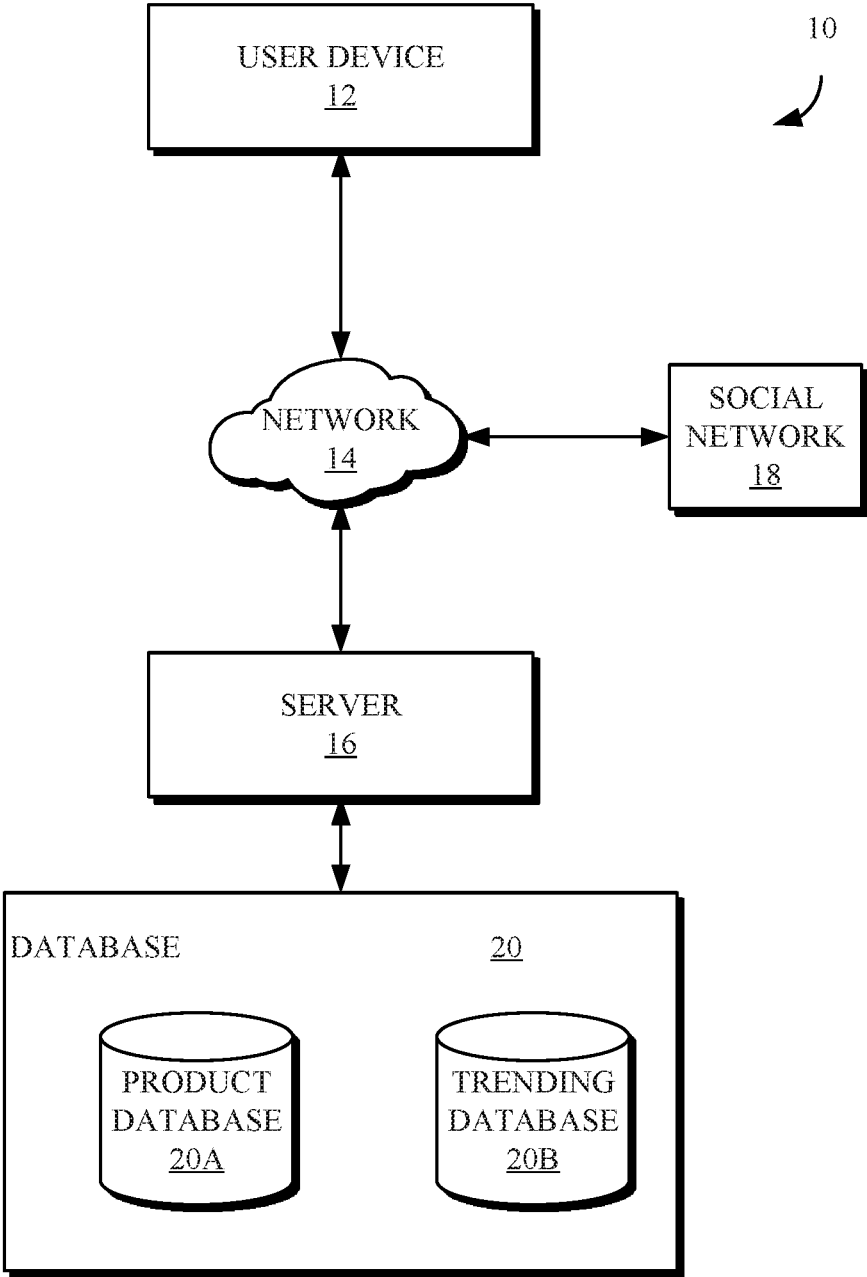 10
USER DEVICE
12
NETWORK
14
SOCIAL
NETWORK
18
SERVER
16
DATABASE 20
PRODUCT
DATABASE
20A
TRENDING
DATABASE
20B